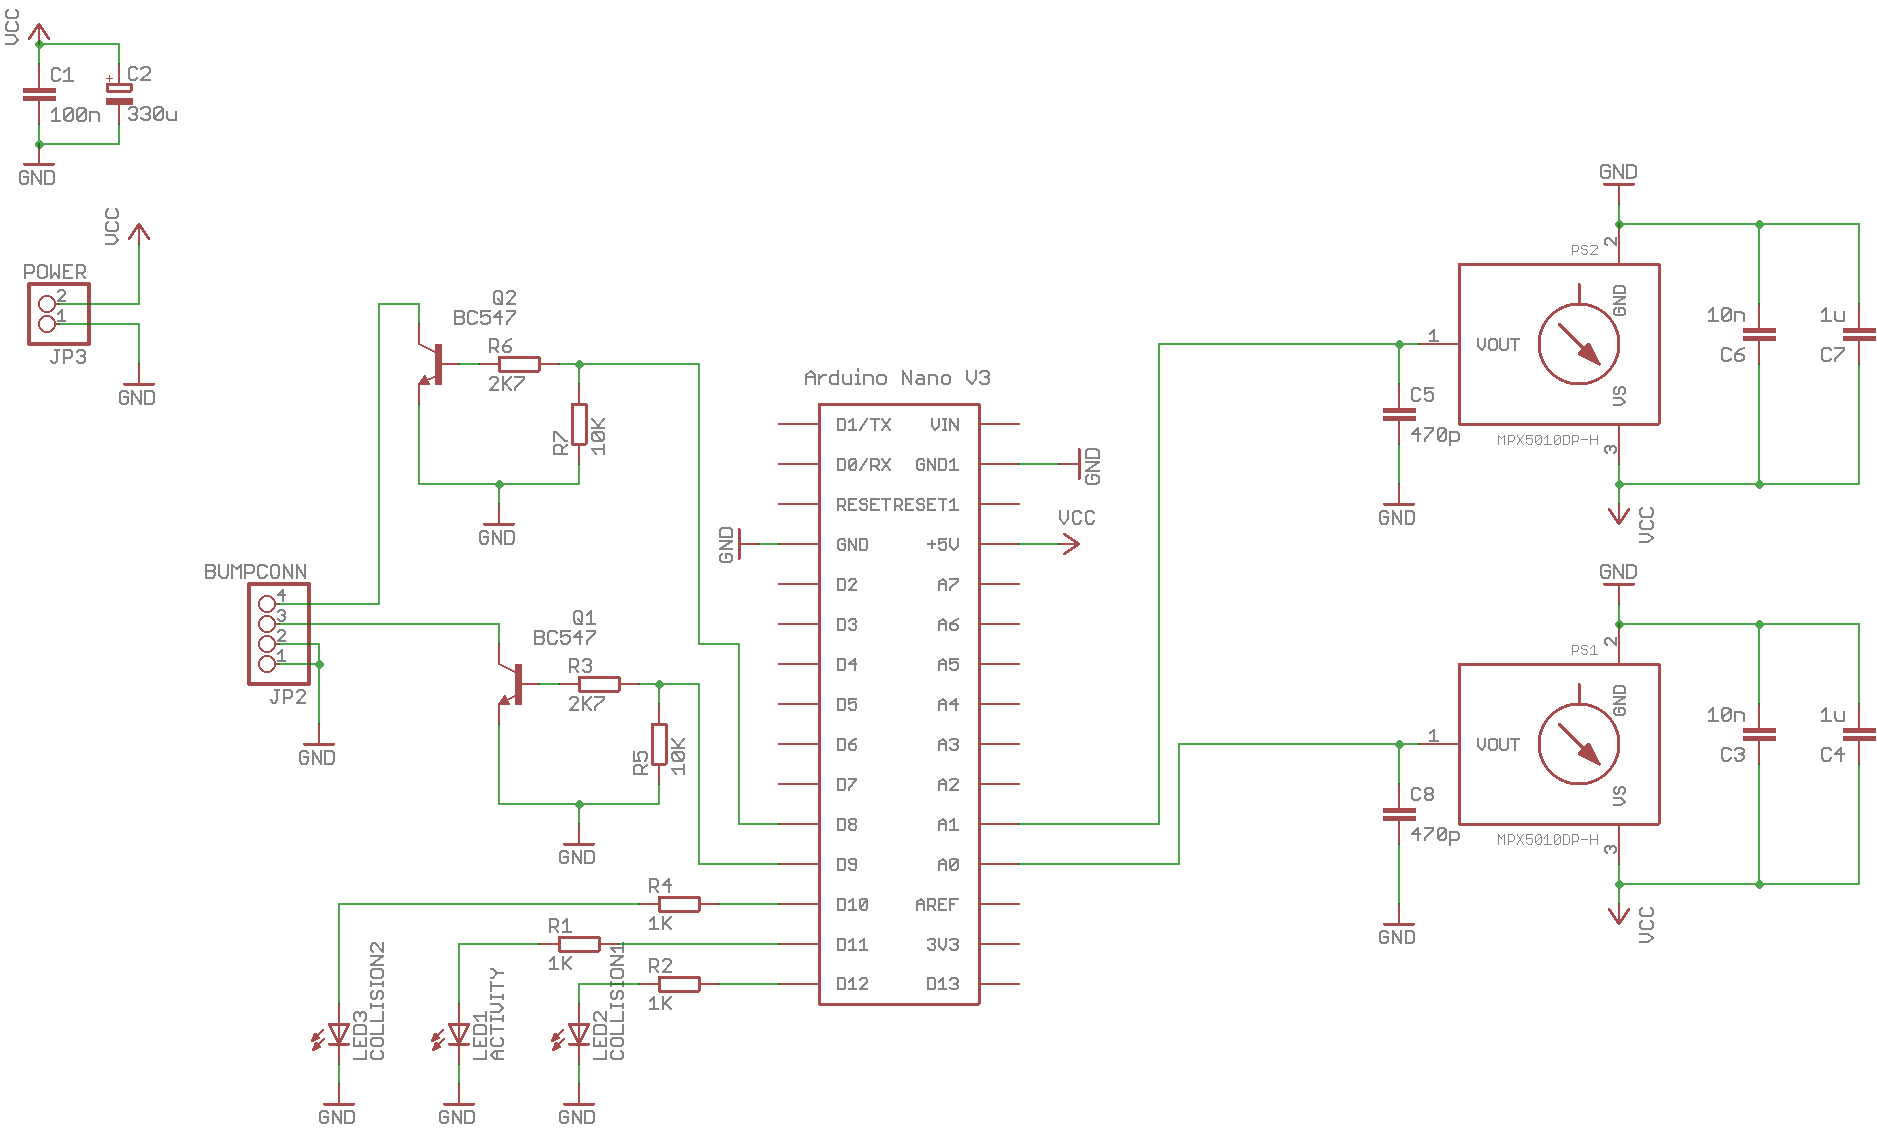 VCC
C1
100n
+
C2
330u
GND
VCC
POWER
2
1
JP3
GND
Q2
BC547
R6
2K7
R7
10K
GND
BUMPCONN
4
3
2
1
JP2
GND
Q1
BC547
R3
2K7
R5
10K
GND
R4
1K
R1
1K
R2
1K
LED3
COLLISION2
LED1
ACTIVITY
LED2
COLLISION1
GND
GND
GND
Arduino Nano V3
D1/TX VIN
D0/RX GND1
RESET RESET1
GND +5V
D2 A7
D3 A6
D4 A5
D5 A4
D6 A3
D7 A2
D8 A1
D9 A0
D10 AREF
D11 3V3
D12 D13
GND
GND
VCC
GND
PS2
2
GND
1
VOUT
VS
MPX5010DP-H
3
VCC
C5
470p
GND
10n
C6
1u
C7
GND
PS1
2
GND
1
VOUT
VS
MPX5010DP-H
3
VCC
C8
470p
GND
10n
C3
1u
C4